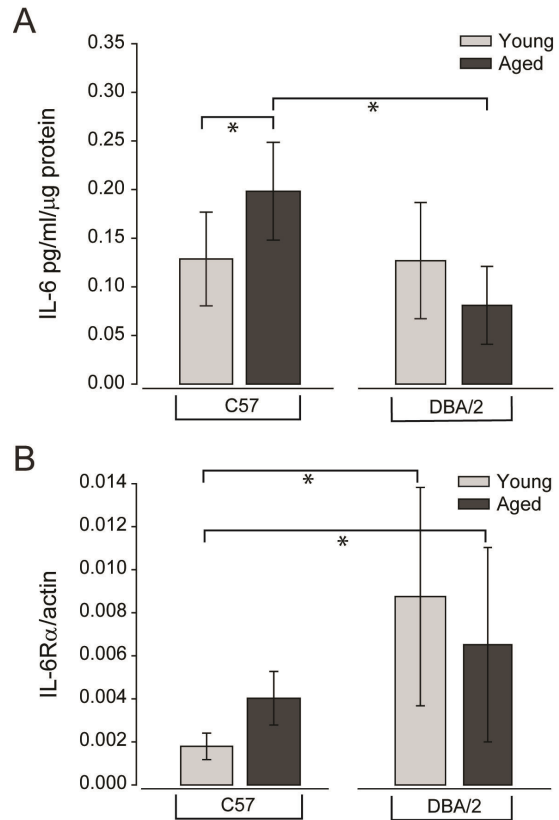 A
IL-6 pg/ml/μg protein
0.35
0.30
0.25
0.20
0.15
0.10
0.05
0.00
Young
Aged
*
*
C57
DBA/2
B
IL-6Rα/actin
0.014
0.012
0.010
0.008
0.006
0.004
0.002
0.000
Young
Aged
*
*
C57
DBA/2